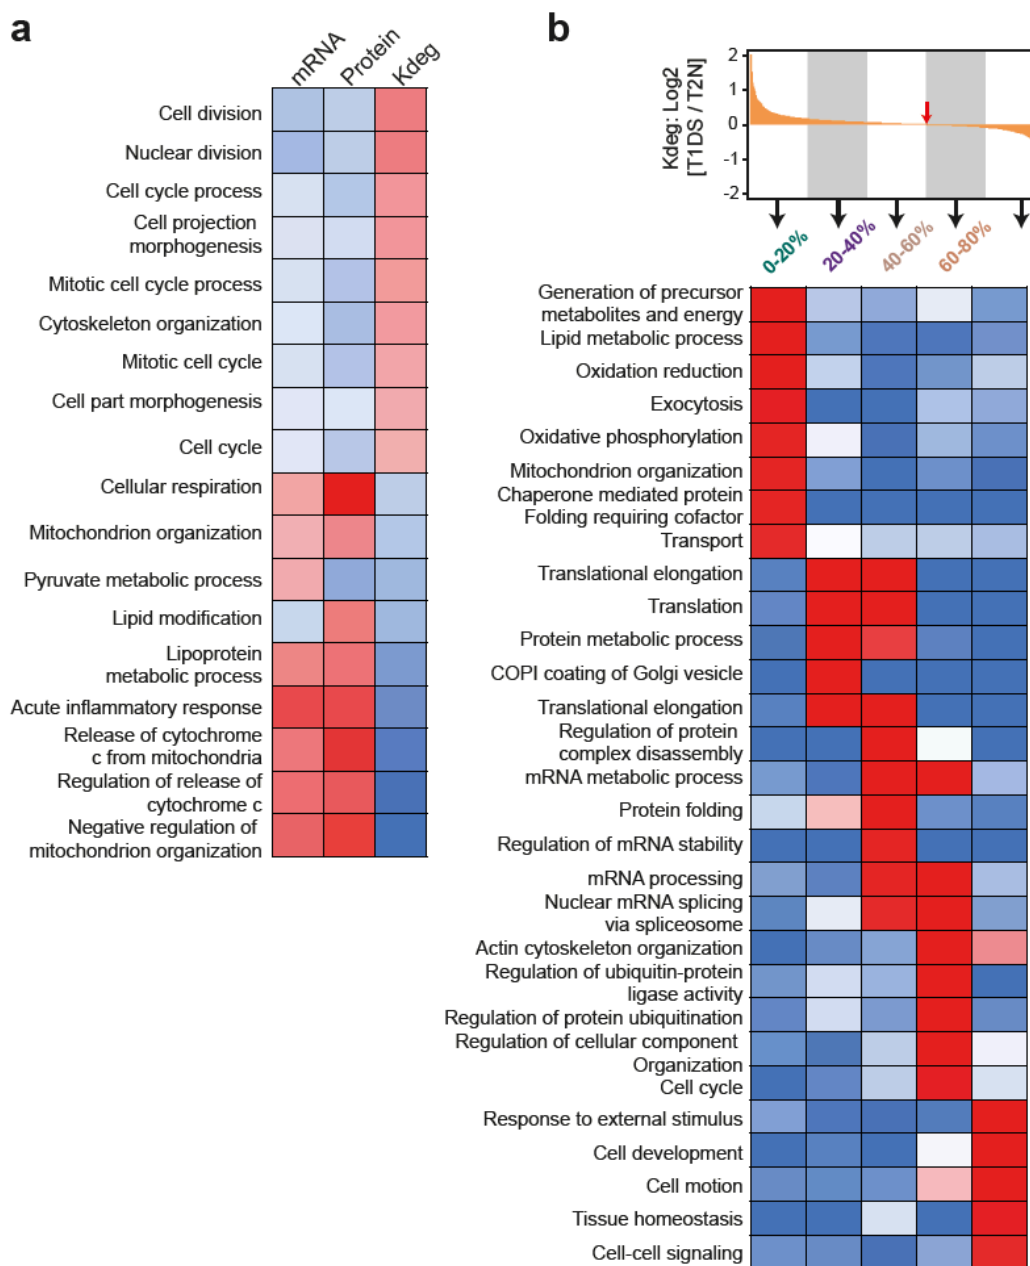 a
mRNA
Protein
Kdeg
Cell division
Nuclear division
Cell cycle process
Cell projection
morphogenesis
Mitotic cell cycle process
Cytoskeleton organization
Mitotic cell cycle
Cell part morphogenesis
Cell cycle
Cellular respiration
Mitochondrion organization
Pyruvate metabolic process
Lipid modification
Lipoprotein
metabolic process
Acute inflammatory response
Release of cytochrome
c from mitochondria
Regulation of release of
cytochrome c
Negative regulation of
mitochondrion organization
b
Kdeg: Log2
[T1DS / T2N]
2
1
0
-1
-2
0-20%
20-40%
40-60%
60-80%
Generation of precursor
metabolites and energy
Lipid metabolic process
Oxidation reduction
Exocytosis
Oxidative phosphorylation
Mitochondrion organization
Chaperone mediated protein
Folding requiring cofactor
Transport
Translational elongation
Translation
Protein metabolic process
COPI coating of Golgi vesicle
Translational elongation
Regulation of protein
complex disassembly
mRNA metabolic process
Protein folding
Regulation of mRNA stability
mRNA processing
Nuclear mRNA splicing
via spliceosome
Actin cytoskeleton organization
Regulation of ubiquitin-protein
ligase activity
Regulation of protein ubiquitination
Regulation of cellular component
Organization
Cell cycle
Response to external stimulus
Cell development
Cell motion
Tissue homeostasis
Cell-cell signaling